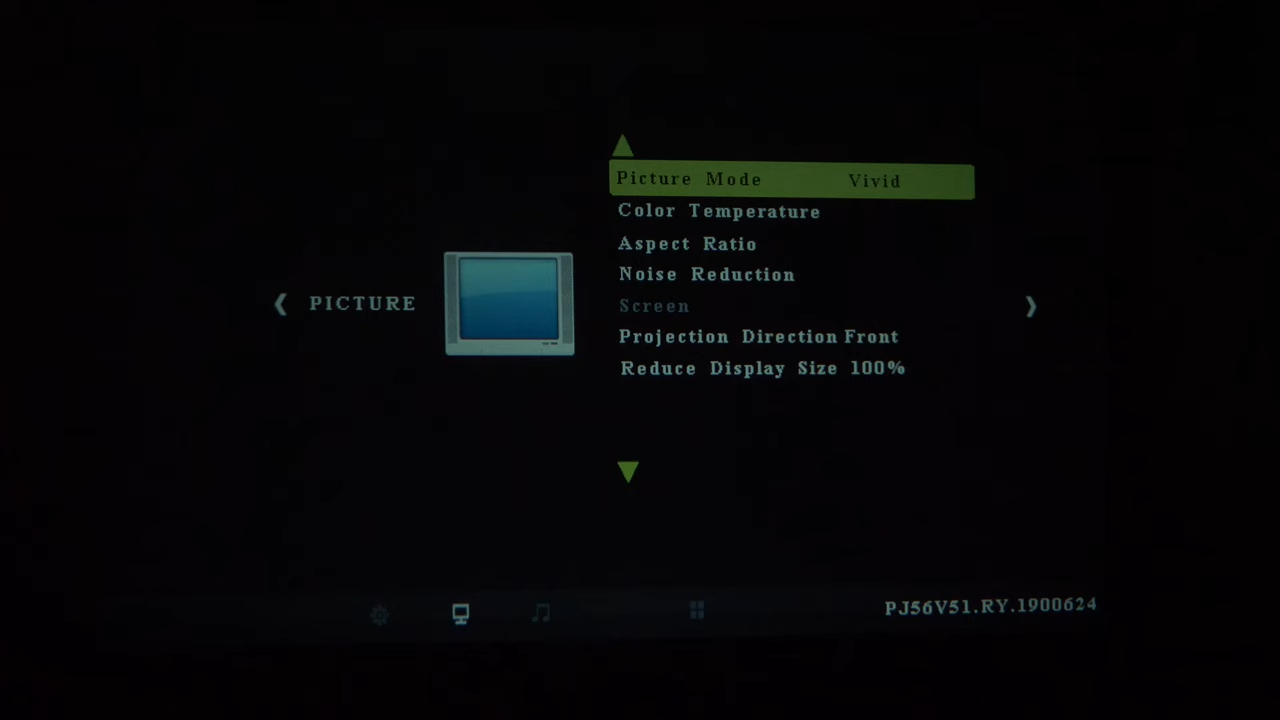 Picture Mode Vivid
Color Temperature
Aspect Ratio
Noise Reduction
PICTURE
Screen
Projection Direction Front
Reduce Display Size 100%
PJ56V51.RY.1900624